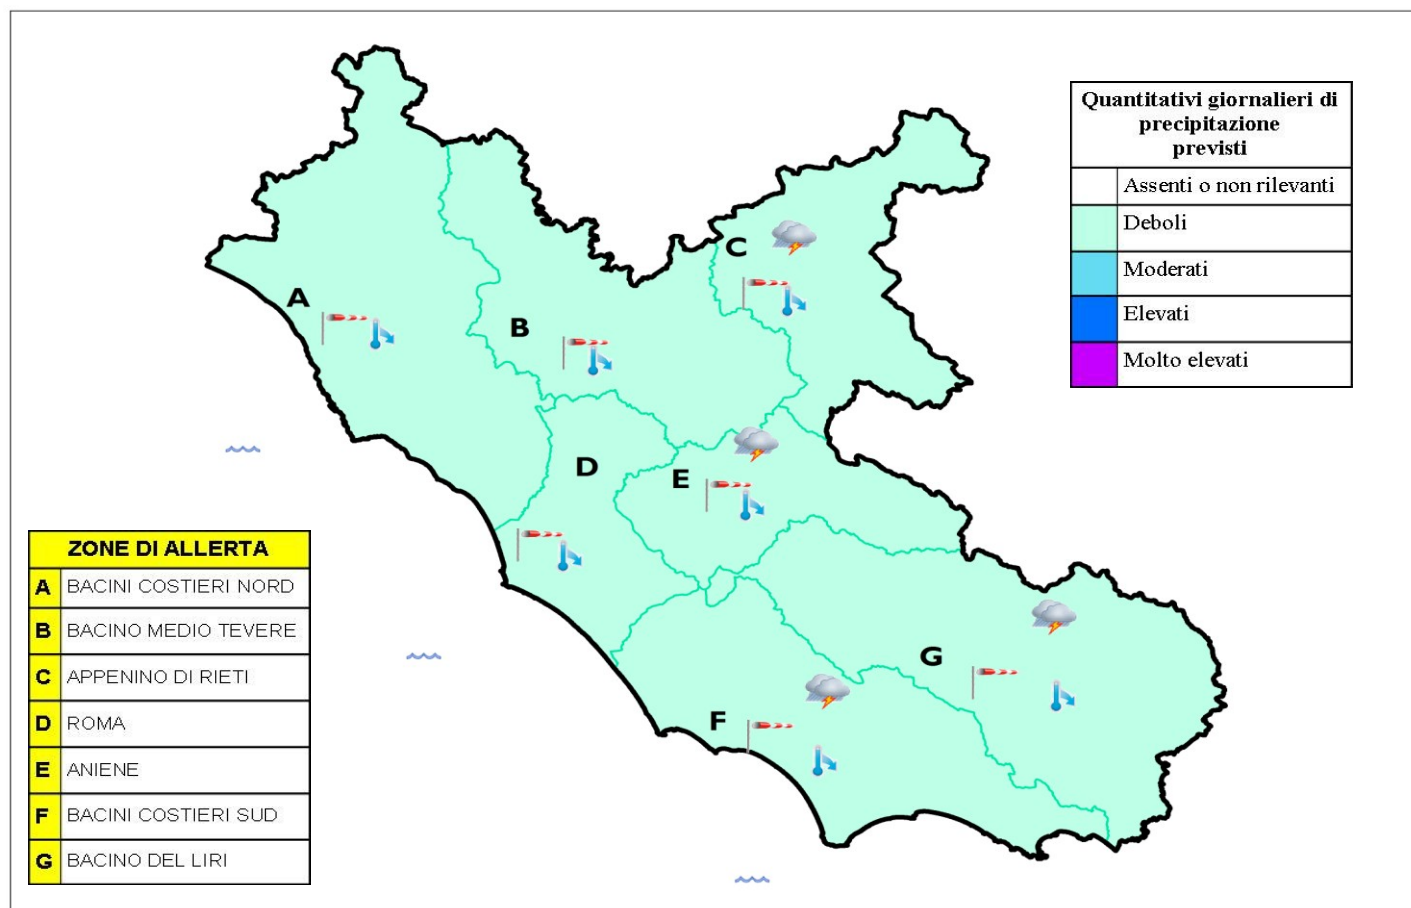 Quantitativi giornalieri di
precipitazione
previsti
Assenti o non rilevanti
Deboli
Moderati
Elevati
Molto elevati
C
A
B
D
E
G
F
ZONE DI ALLERTA
A BACINI COSTIERI NORD
B BACINO MEDIO TEVERE
C APPENINO DI RIETI
D ROMA
E ANIENE
F BACINI COSTIERI SUD
G BACINO DEL LIRI